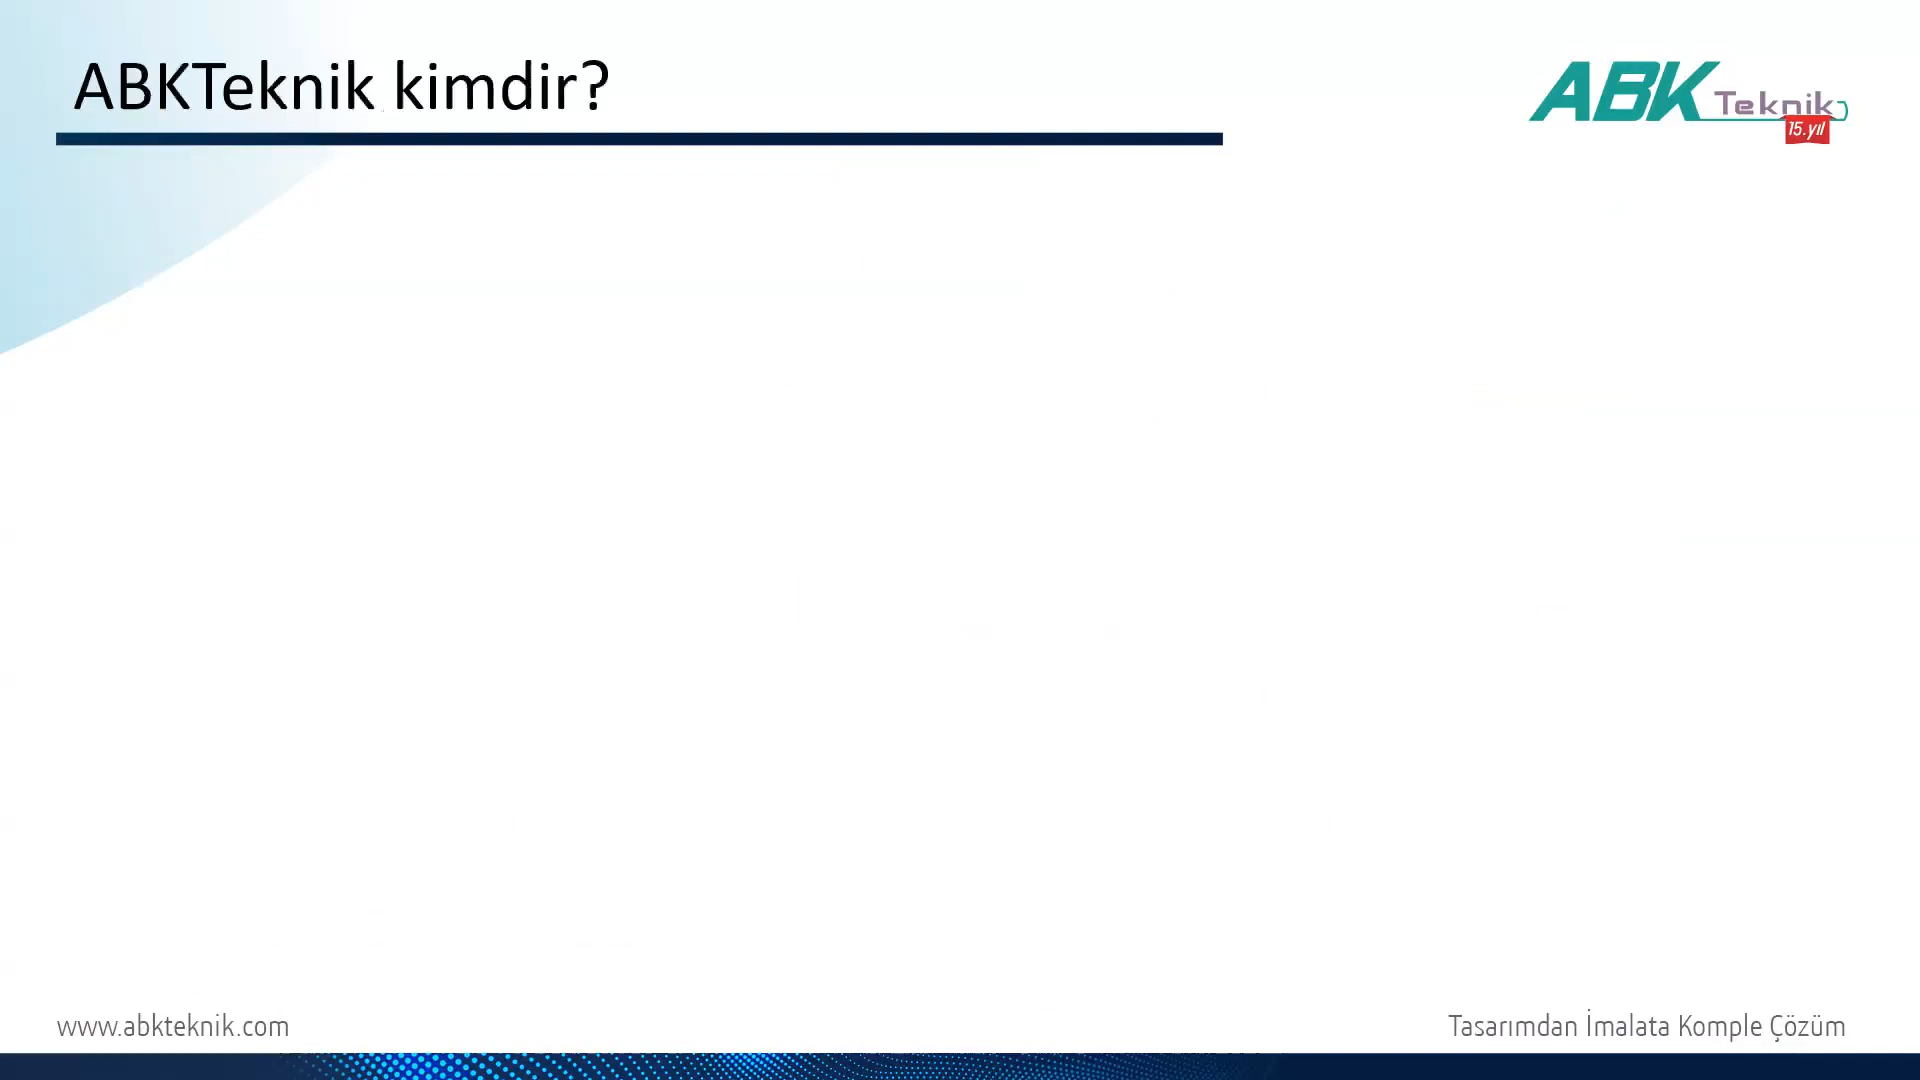 ABKTeknik kimdir?
ABK Teknik
15.yıl
www.abkteknik.com
Tasarımdan İmalata Komple Çözüm